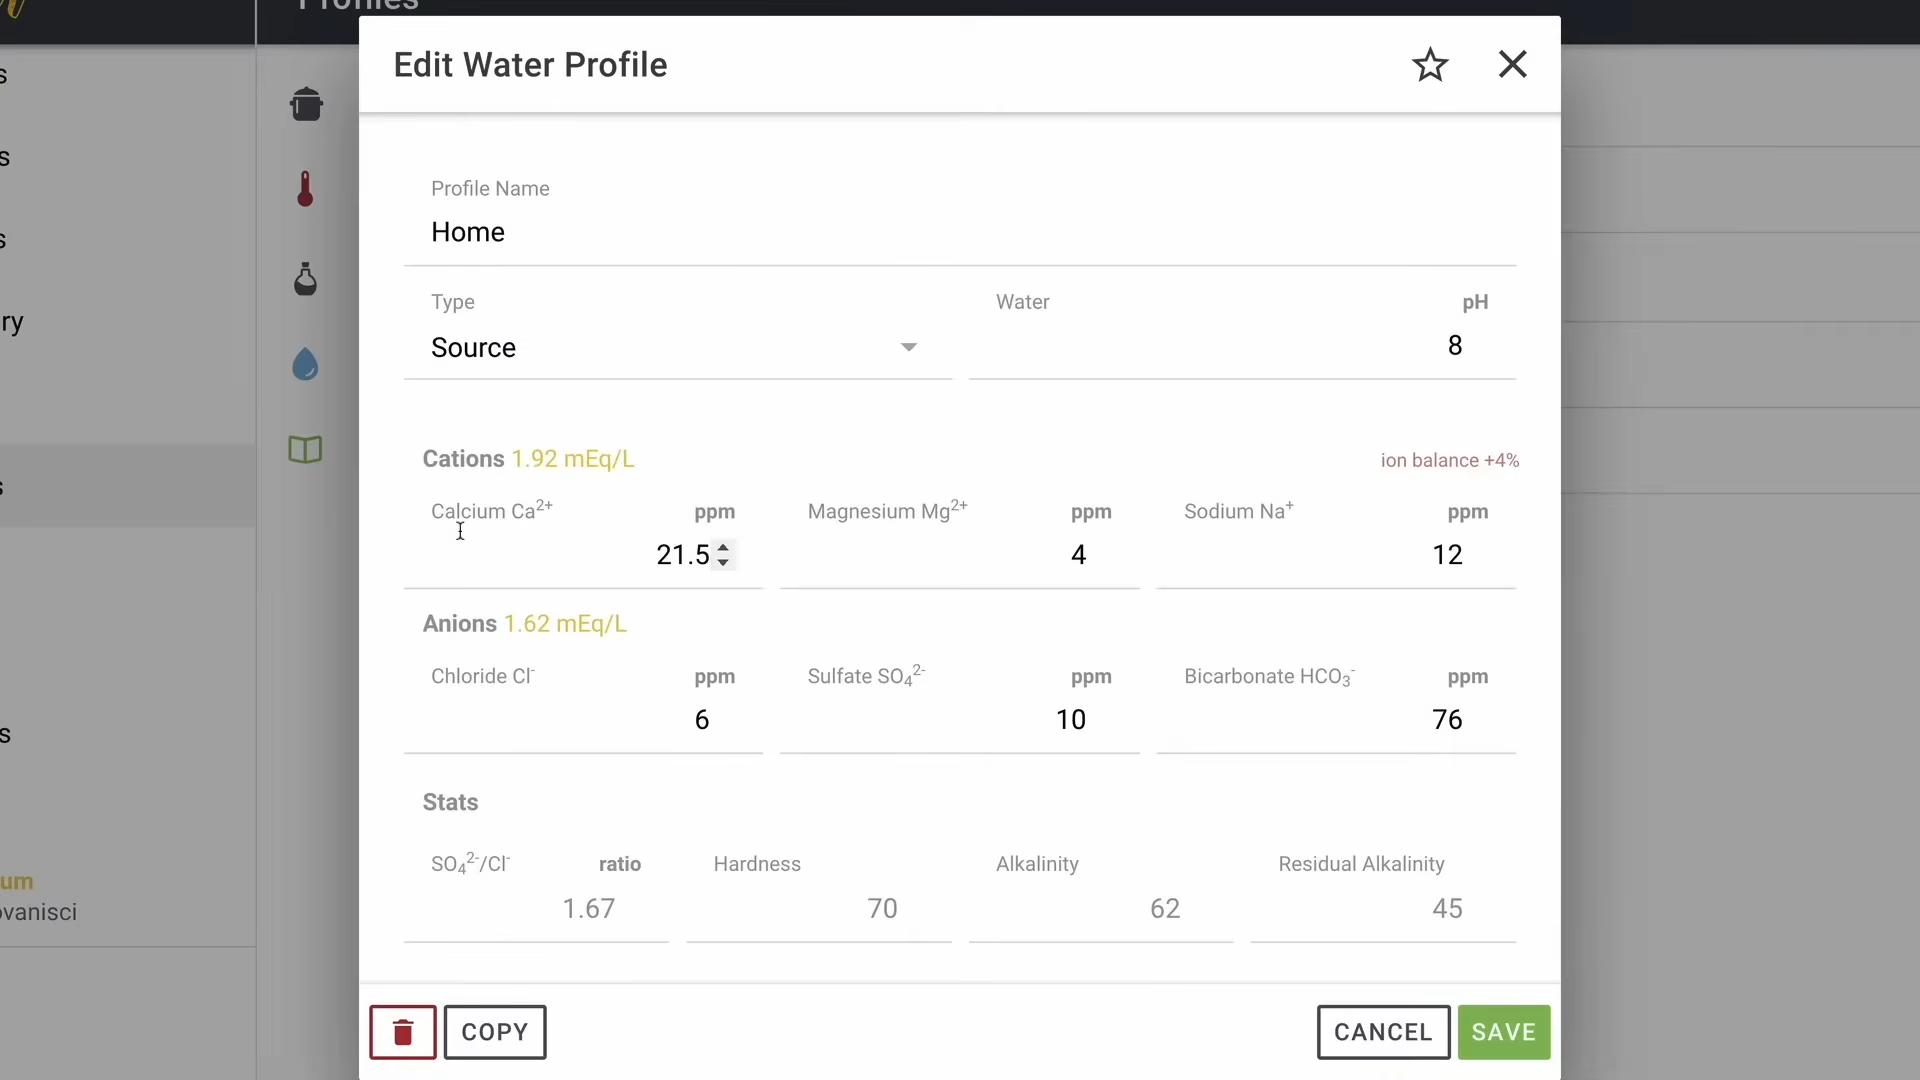 Profiles
Edit Water Profile
Profile Name
Home
Type
Source
Water pH
8
Cations 1.92 mEq/L
ion balance +4%
Calcium Ca²⁺ ppm
21.5
Magnesium Mg²⁺ ppm
4
Sodium Na⁺ ppm
12
Anions 1.62 mEq/L
Chloride Cl⁻ ppm
6
Sulfate SO₄²⁻ ppm
10
Bicarbonate HCO₃⁻ ppm
76
Stats
SO₄²⁻/Cl⁻ ratio
1.67
Hardness
70
Alkalinity
62
Residual Alkalinity
45
COPY
CANCEL
SAVE
s
s
s
ry
s
s
um
ovanisci